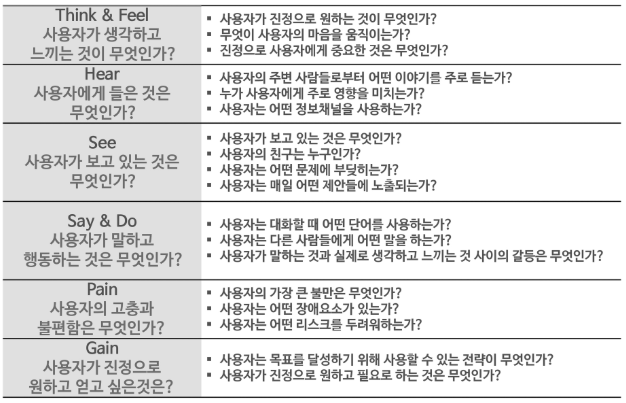 Think & Feel
사용자가 생각하고
느끼는 것이 무엇인가?
▪ 사용자가 진정으로 원하는 것이 무엇인가?
▪ 무엇이 사용자의 마음을 움직이는가?
▪ 진정으로 사용자에게 중요한 것은 무엇인가?
Hear
사용자에게 들은 것은
무엇인가?
▪ 사용자의 주변 사람들로부터 어떤 이야기를 주로 듣는가?
▪ 누가 사용자에게 주로 영향을 미치는가?
▪ 사용자는 어떤 정보채널을 사용하는가?
See
사용자가 보고 있는 것은
무엇인가?
▪ 사용자가 보고 있는 것은 무엇인가?
▪ 사용자의 친구는 누구인가?
▪ 사용자는 어떤 문제에 부딪히는가?
▪ 사용자는 매일 어떤 제안들에 노출되는가?
Say & Do
사용자가 말하고
행동하는 것은 무엇인가?
▪ 사용자는 대화할 때 어떤 단어를 사용하는가?
▪ 사용자는 다른 사람들에게 어떤 말을 하는가?
▪ 사용자가 말하는 것과 실제로 생각하고 느끼는 것 사이의 갈등은 무엇인가?
Pain
사용자의 고충과
불편함은 무엇인가?
▪ 사용자의 가장 큰 불만은 무엇인가?
▪ 사용자는 어떤 장애요소가 있는가?
▪ 사용자는 어떤 리스크를 두려워하는가?
Gain
사용자가 진정으로
원하고 얻고 싶은것은?
▪ 사용자는 목표를 달성하기 위해 사용할 수 있는 전략이 무엇인가?
▪ 사용자가 진정으로 원하고 필요로 하는 것은 무엇인가?